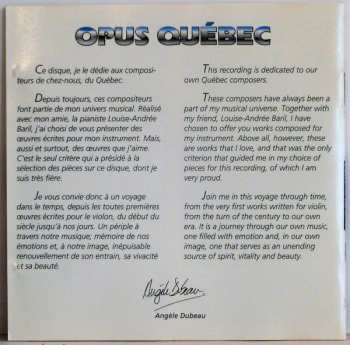 OPUS QUÉBEC
Ce disque, je le dédie aux composi-
teurs de chez-nous, du Québec.
Depuis toujours, ces compositeurs
font partie de mon univers musical. Réalisé
avec mon amie, la pianiste Louise-Andrée
Baril, j'ai choisi de vous présenter des
œuvres écrites pour mon instrument. Mais,
aussi et surtout, des œuvres que j'aime.
C'est le seul critère qui a présidé à la
sélection des pièces sur ce disque, dont je
suis très fière.
Je vous convie donc à un voyage
dans le temps, depuis les toutes premières
œuvres écrites pour le violon, du début du
siècle jusqu'à nos jours. Un périple à
travers notre musique; mémoire de nos
émotions et, à notre image, inépuisable
renouvellement de son entrain, sa vivacité
et sa beauté.
This recording is dedicated to our
own Québec composers.
These composers have always been a
part of my musical universe. Together with
my friend, Louise-Andrée Baril, I have
chosen to offer you works composed for
my instrument. Above all, however, these
are works that I love, and that was the only
criterion that guided me in my choice of
pieces for this recording, of which I am
very proud.
Join me in this voyage through time,
from the very first works written for violin,
from the turn of the century to our own
era. It is a journey through our own music,
one filled with emotion and, in our own
image, one that serves as an unending
source of spirit, vitality and beauty.
Angèle Dubeau
Angèle Dubeau